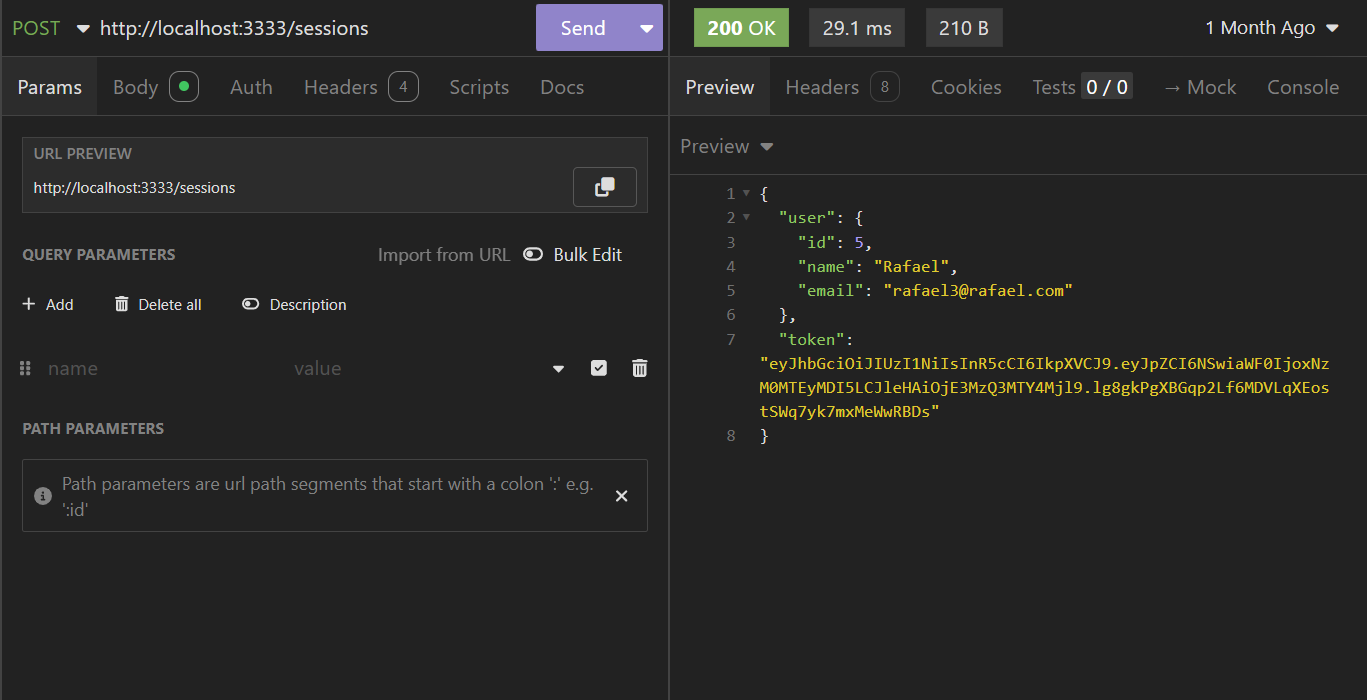 POST http://localhost:3333/sessions Send
200 OK 29.1 ms 210 B 1 Month Ago
Params Body Auth Headers 4 Scripts Docs
Preview Headers 8 Cookies Tests 0 / 0 → Mock Console
URL PREVIEW
http://localhost:3333/sessions
QUERY PARAMETERS Import from URL Bulk Edit
+ Add Delete all Description
name value
PATH PARAMETERS
Path parameters are url path segments that start with a colon ':' e.g.
':id'
Preview
1 {
2 "user": {
3 "id": 5,
4 "name": "Rafael",
5 "email": "rafael3@rafael.com"
6 },
7 "token":
"eyJhbGciOiJIUzI1NiIsInR5cCI6IkpXVCJ9.eyJpZCI6NSwiaWF0IjoxNz
M0MTEyMDI5LCJleHAiOjE3MzQ3MTY4Mjl9.lg8gkPgXBGqp2Lf6MDVLqXEos
tSWq7yk7mxMeWwRBDs"
8 }